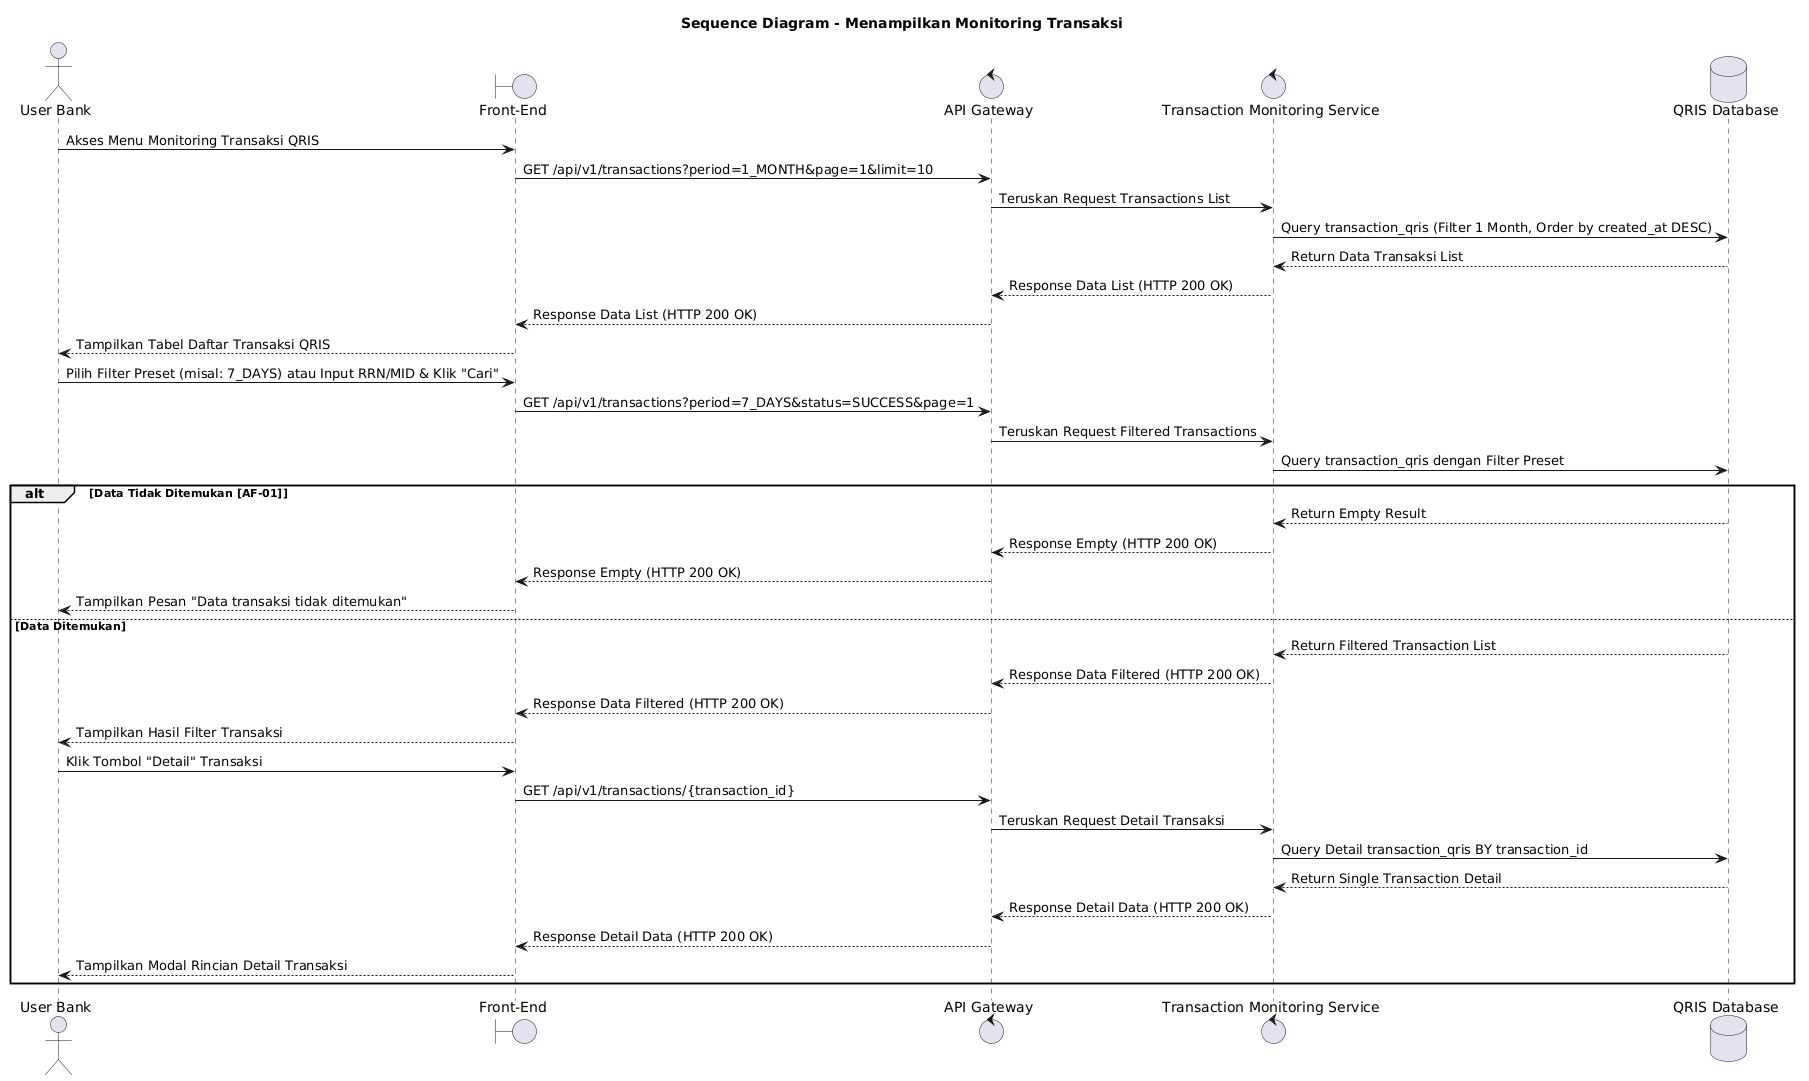 Sequence Diagram - Menampilkan Monitoring Transaksi
User Bank
Front-End
API Gateway
Transaction Monitoring Service
QRIS Database
Akses Menu Monitoring Transaksi QRIS
GET /api/v1/transactions?period=1_MONTH&page=1&limit=10
Teruskan Request Transactions List
Query transaction_qris (Filter 1 Month, Order by created_at DESC)
Return Data Transaksi List
Response Data List (HTTP 200 OK)
Response Data List (HTTP 200 OK)
Tampilkan Tabel Daftar Transaksi QRIS
Pilih Filter Preset (misal: 7_DAYS) atau Input RRN/MID & Klik "Cari"
GET /api/v1/transactions?period=7_DAYS&status=SUCCESS&page=1
Teruskan Request Filtered Transactions
Query transaction_qris dengan Filter Preset
alt [Data Tidak Ditemukan [AF-01]]
Return Empty Result
Response Empty (HTTP 200 OK)
Response Empty (HTTP 200 OK)
Tampilkan Pesan "Data transaksi tidak ditemukan"
[Data Ditemukan]
Return Filtered Transaction List
Response Data Filtered (HTTP 200 OK)
Response Data Filtered (HTTP 200 OK)
Tampilkan Hasil Filter Transaksi
Klik Tombol "Detail" Transaksi
GET /api/v1/transactions/{transaction_id}
Teruskan Request Detail Transaksi
Query Detail transaction_qris BY transaction_id
Return Single Transaction Detail
Response Detail Data (HTTP 200 OK)
Response Detail Data (HTTP 200 OK)
Tampilkan Modal Rincian Detail Transaksi
User Bank
Front-End
API Gateway
Transaction Monitoring Service
QRIS Database